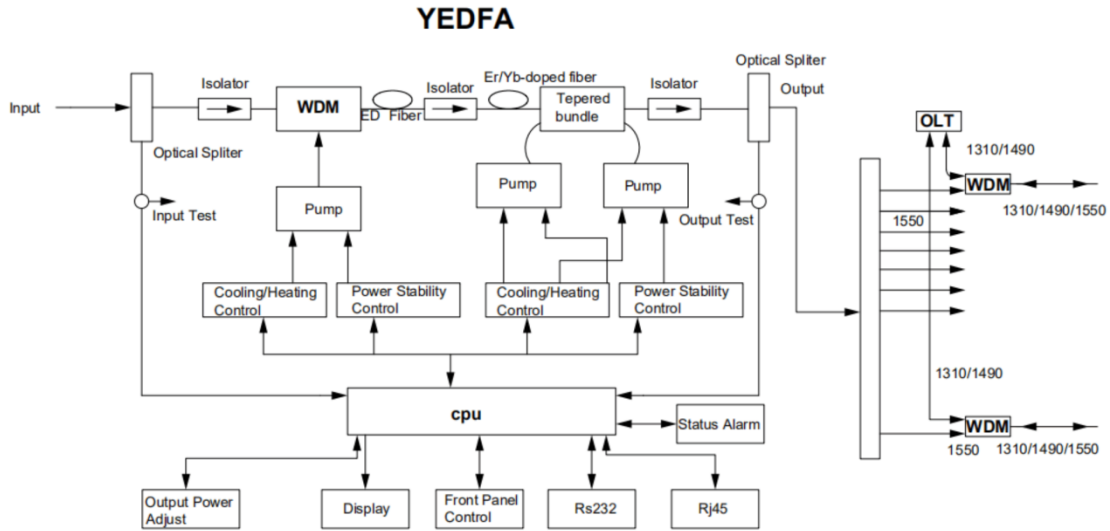 YEDFA
Optical Spliter
Er/Yb-doped fiber
Isolator
Isolator
Isolator
Output
Input
WDM
Tepered
bundle
ED Fiber
OLT
Optical Spliter
1310/1490
Pump
Pump
WDM
Pump
Input Test
Output Test
1550
1310/1490/1550
Cooling/Heating
Control
Power Stability
Control
Cooling/Heating
Control
Power Stability
Control
1310/1490
cpu
Status Alarm
WDM
1550
1310/1490/1550
Output Power
Adjust
Display
Front Panel
Control
Rs232
Rj45